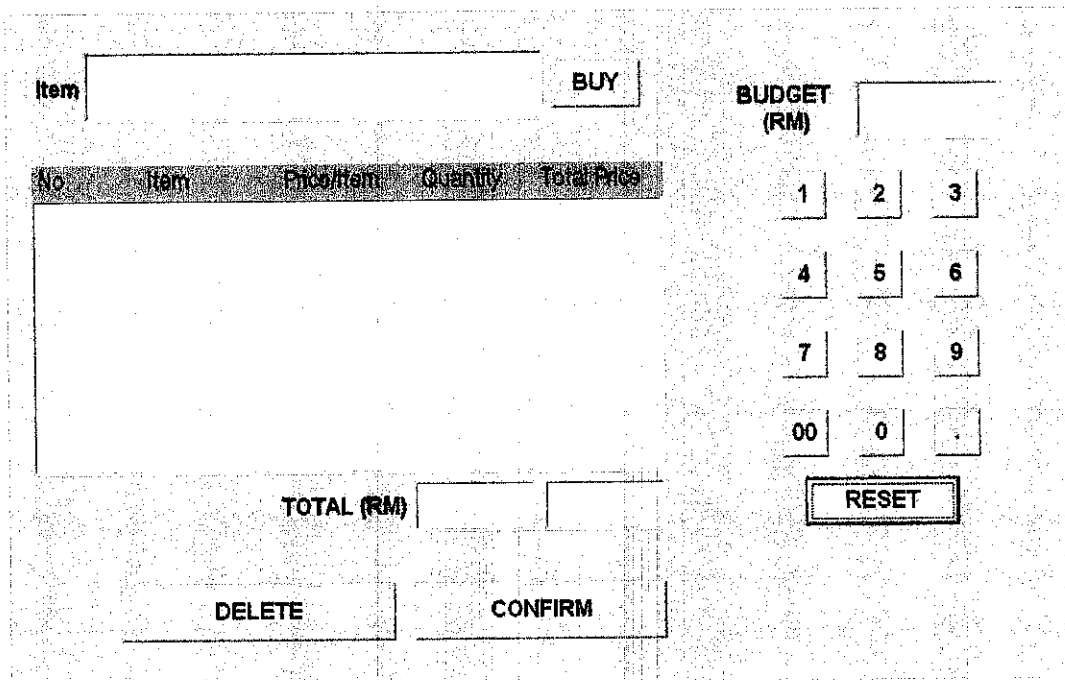 Item
BUY
BUDGET
(RM)
No Item Price/Item Quantity Total Price
1 2 3
4 5 6
7 8 9
00 0 .
RESET
TOTAL (RM)
DELETE CONFIRM